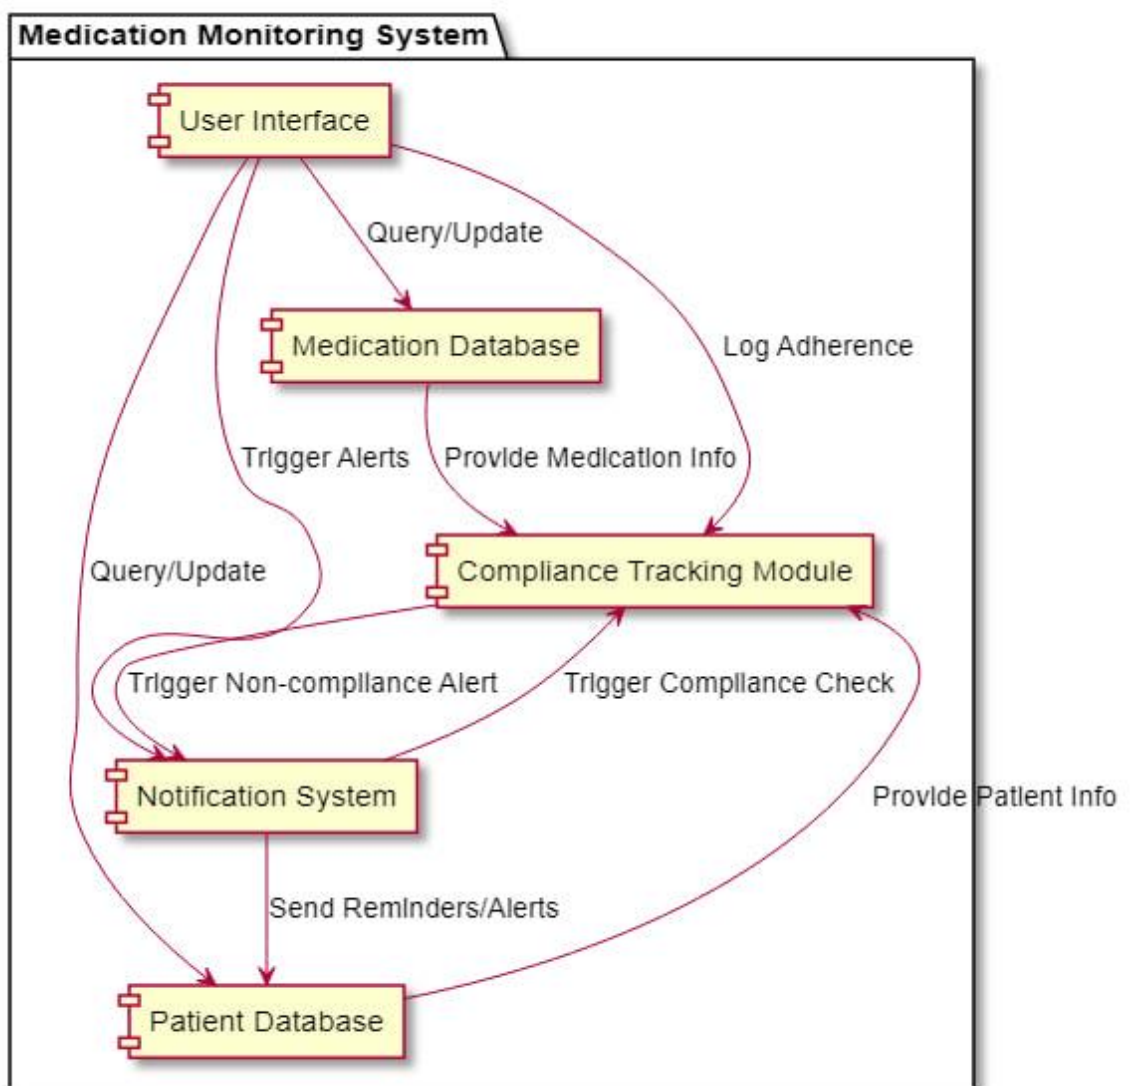 Medication Monitoring System
User Interface
Query/Update
Medication Database
Log Adherence
Trigger Alerts
Provide Medication Info
Query/Update
Compliance Tracking Module
Trigger Non-compliance Alert
Trigger Compliance Check
Notification System
Provide Patient Info
Send Reminders/Alerts
Patient Database